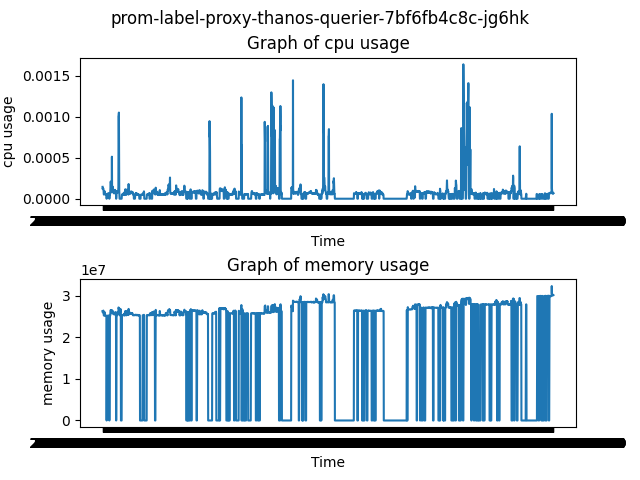 prom-label-proxy-thanos-querier-7bf6fb4c8c-jg6hk
Graph of cpu usage
0.0015
0.0010
0.0005
0.0000
cpu usage
Time
Graph of memory usage
1e7
3
2
1
0
memory usage
Time